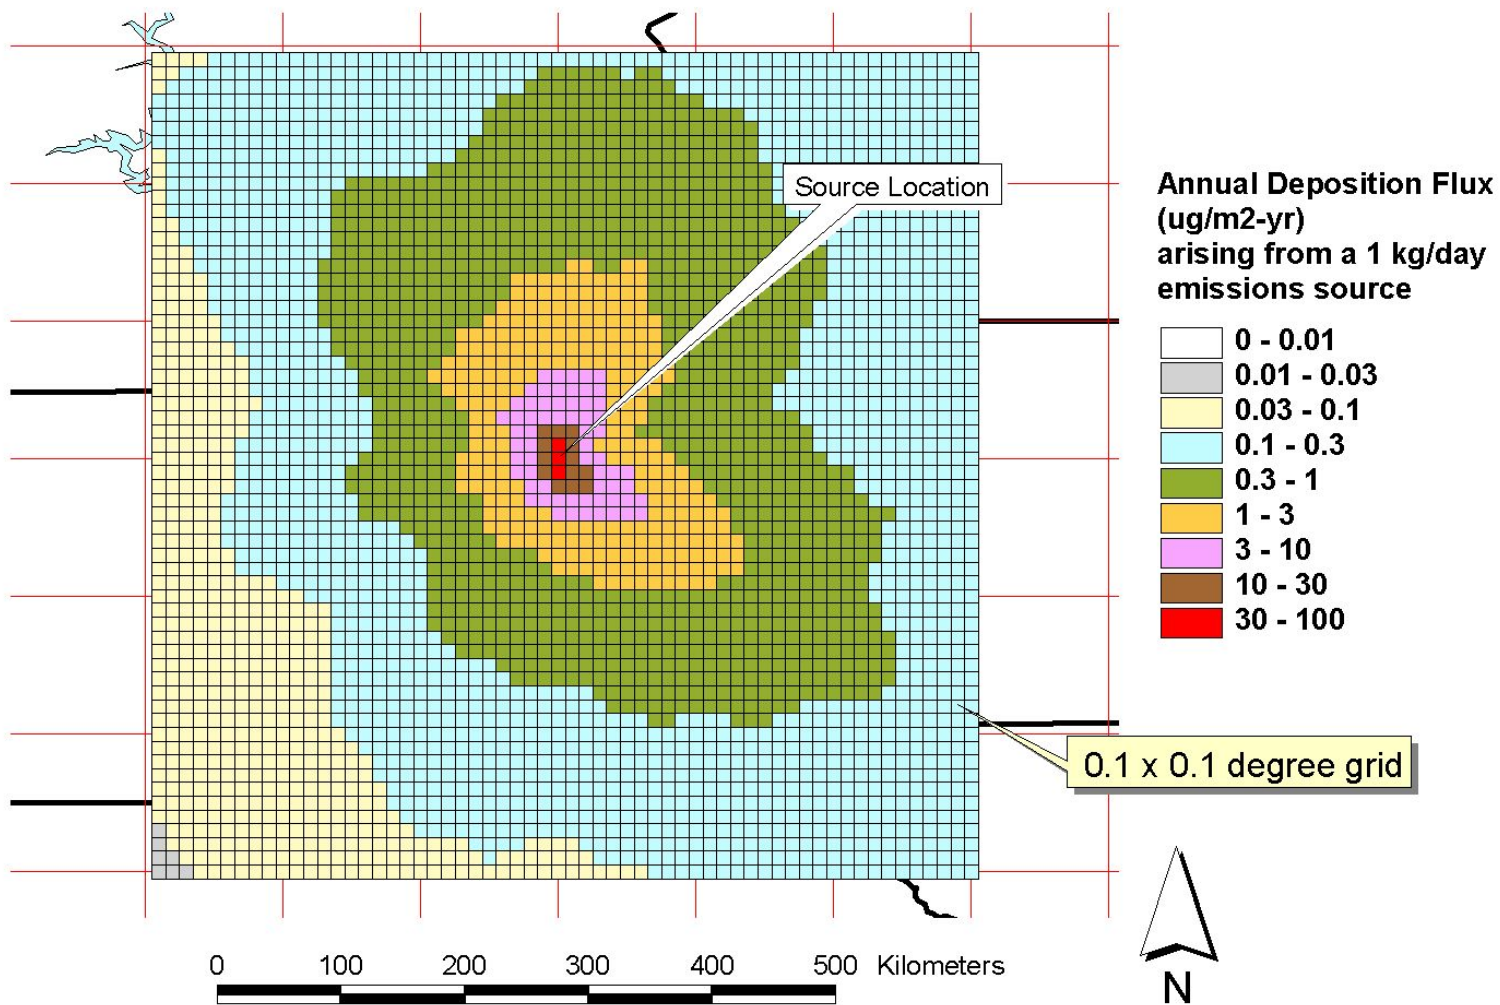 Source Location
Annual Deposition Flux
(ug/m2-yr)
arising from a 1 kg/day
emissions source
0 - 0.01
0.01 - 0.03
0.03 - 0.1
0.1 - 0.3
0.3 - 1
1 - 3
3 - 10
10 - 30
30 - 100
0.1 x 0.1 degree grid
0 100 200 300 400 500 Kilometers
N